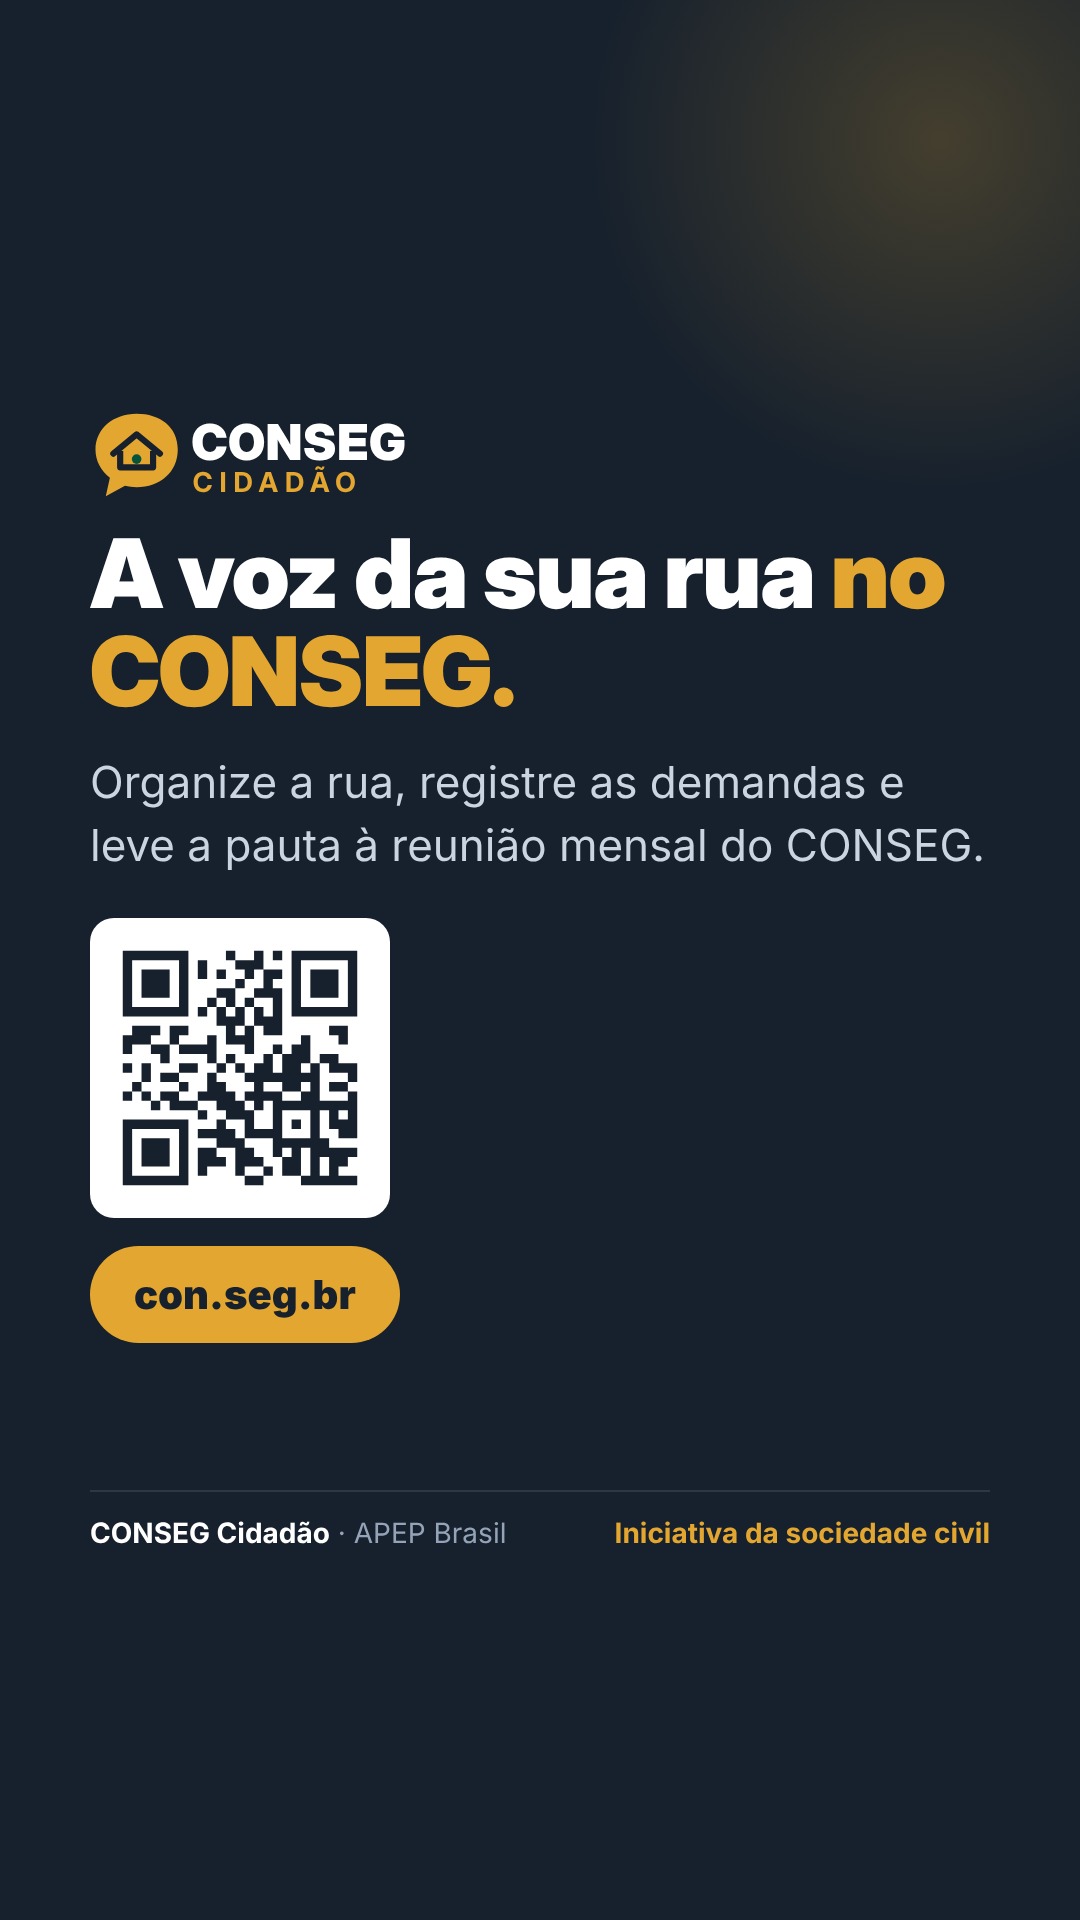 CONSEG
CIDADÃO
A voz da sua rua no
CONSEG.
Organize a rua, registre as demandas e
leve a pauta à reunião mensal do CONSEG.
con.seg.br
CONSEG Cidadão · APEP Brasil
Iniciativa da sociedade civil